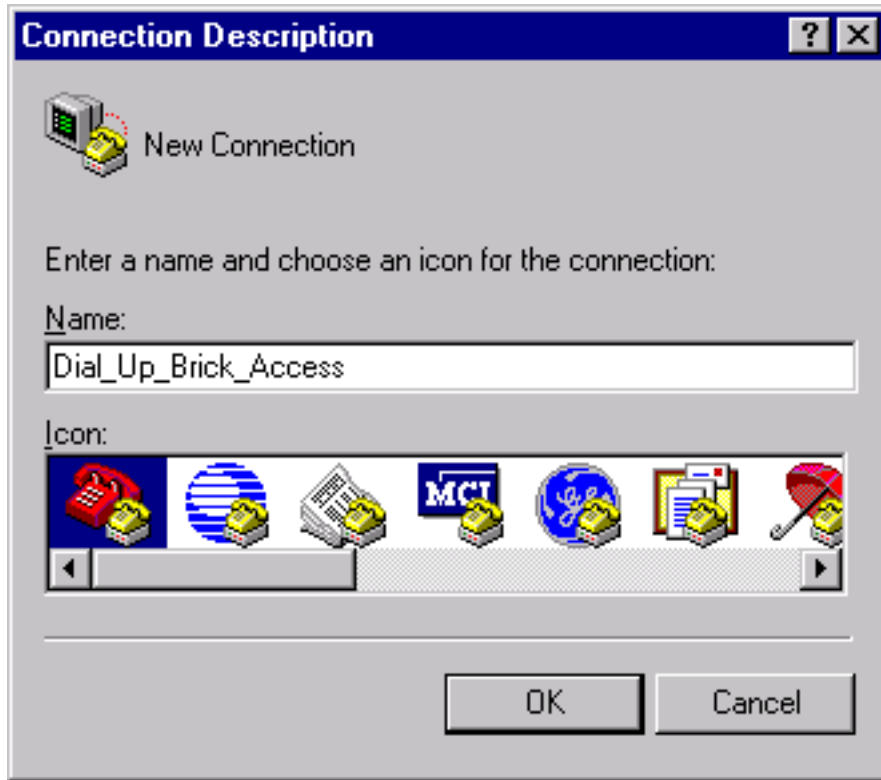 Connection Description
New Connection
Enter a name and choose an icon for the connection:
Name:
Dial_Up_Brick_Access
Icon:
MCI
OK
Cancel